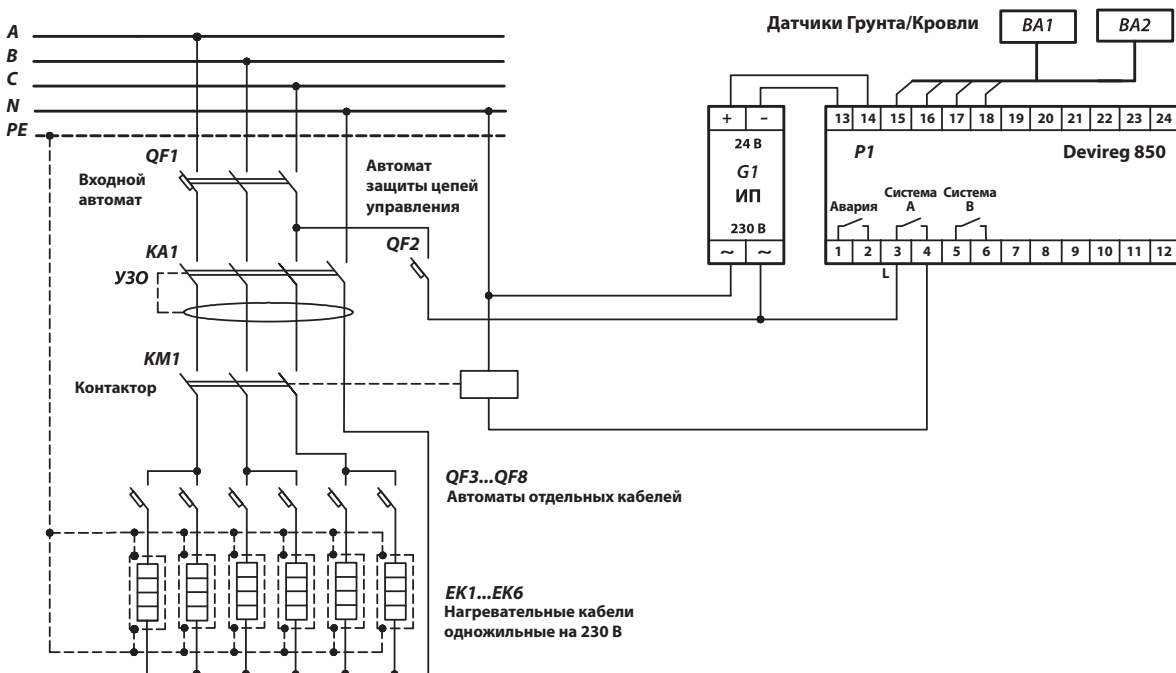 Датчики Грунта/Кровли
BA1
BA2
A
B
C
N
PE
QF1
Входной
автомат
Автомат
защиты цепей
управления
QF2
KA1
УЗО
KM1
Контактор
+ –
24 В
G1
ИП
230 В
~ ~
13 14 15 16 17 18 19 20 21 22 23 24
P1
Devireg 850
Авария
Система
A
Система
B
1 2 3 4 5 6 7 8 9 10 11 12
L
QF3...QF8
Автоматы отдельных кабелей
EK1...EK6
Нагревательные кабели
одножильные на 230 В